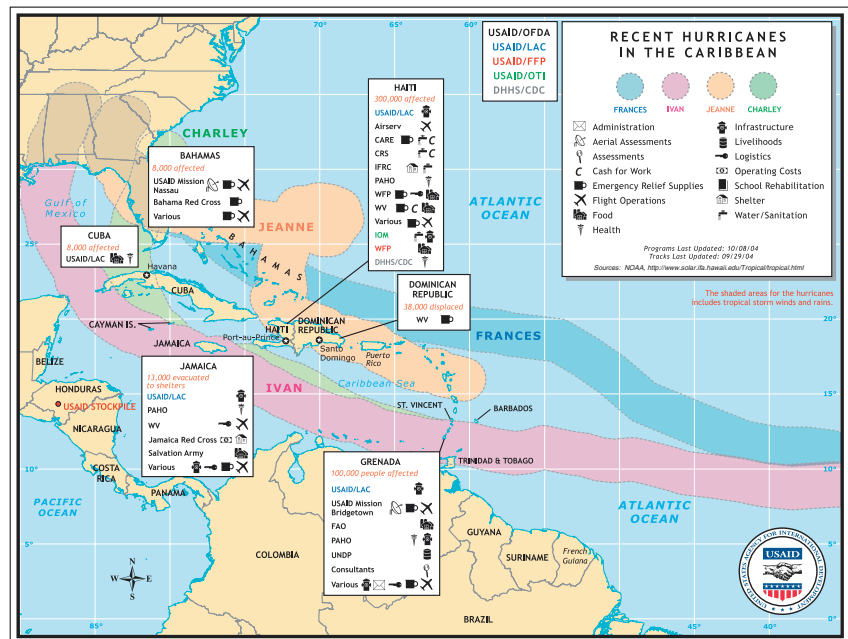 USAID/OFDA
USAID/LAC
USAID/FFP
USAID/OTI
DHHS/CDC
RECENT HURRICANES
IN THE CARIBBEAN
FRANCES
IVAN
JEANNE
CHARLEY
Administration
Aerial Assessments
Assessments
C Cash for Work
Emergency Relief Supplies
Flight Operations
Food
Health
Infrastructure
Livelihoods
Logistics
Operating Costs
School Rehabilitation
Shelter
Water/Sanitation
Programs Last Updated: 10/08/04
Tracks Last Updated: 09/29/04
Sources: NOAA, http://www.solar.ifa.hawaii.edu/Tropical/tropical.html
The shaded areas for the hurricanes
includes tropical storm winds and rains.
80°
70°
60°
CHARLEY
BAHAMAS
8,000 affected
USAID Mission
Nassau
Bahama Red Cross
Various
HAITI
300,000 affected
USAID/LAC
Airserv
CARE C
CRS C
IFRC
PAHO
WFP
WV C
Various
IOM
WFP
DHHS/CDC
ATLANTIC
OCEAN
Gulf of
Mexico
JEANNE
BAHAMAS
CUBA
8,000 affected
USAID/LAC
25°
Havana
CUBA
DOMINICAN
REPUBLIC
38,000 displaced
WV
CAYMAN IS.
JAMAICA
Port-au-Prince
HAITI
DOMINICAN
REPUBLIC
Santo
Domingo
Puerto
Rico
FRANCES
20°
BELIZE
HONDURAS
USAID STOCKPILE
NICARAGUA
COSTA
RICA
PANAMA
JAMAICA
13,000 evacuated
to shelters
USAID/LAC
PAHO
WV
Jamaica Red Cross
Salvation Army
Various
IVAN
Caribbean Sea
ST. VINCENT
BARBADOS
15°
GRENADA
100,000 people affected
USAID/LAC
USAID Mission
Bridgetown
FAO
PAHO
UNDP
Consultants
Various
TRINIDAD & TOBAGO
10°
10°
PACIFIC
OCEAN
ATLANTIC
OCEAN
5°
5°
COLOMBIA
GUYANA
SURINAME
French
Guiana
BRAZIL
N
W E
S
UNITED STATES AGENCY FOR INTERNATIONAL DEVELOPMENT
USAID
0°
0°
85°
45°
40°